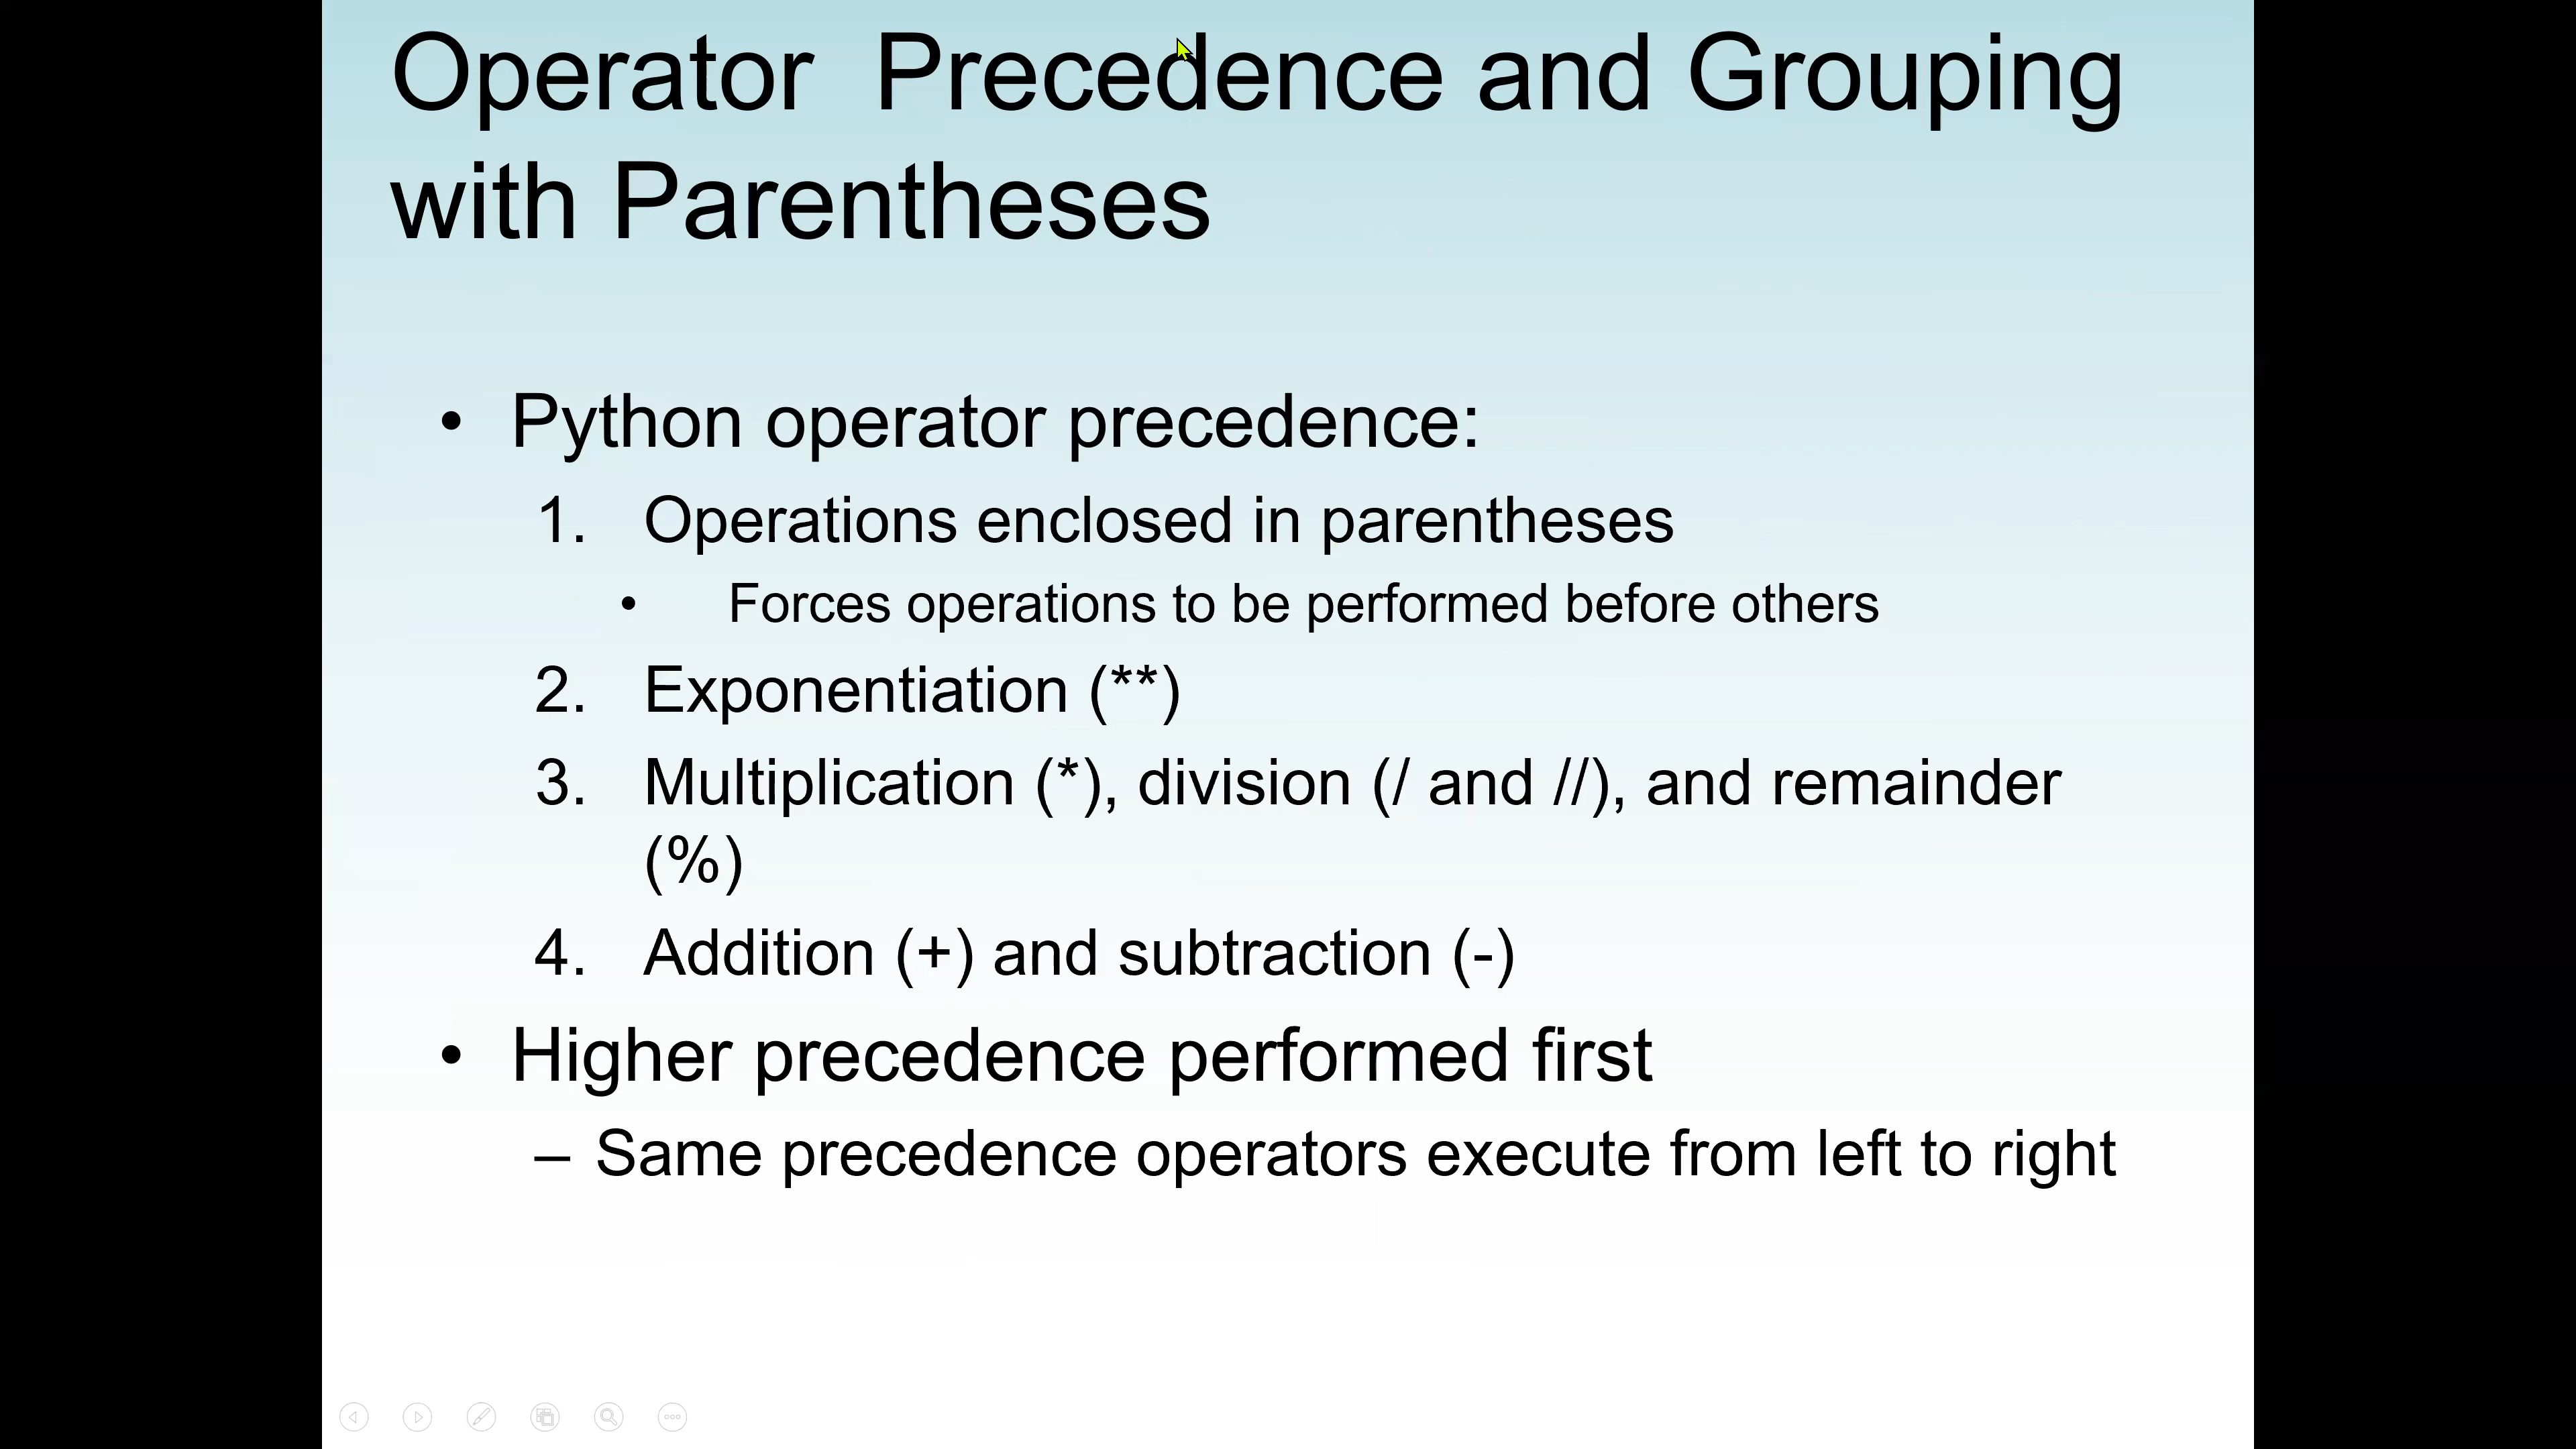 Operator  Precedence and Grouping
with Parentheses
• Python operator precedence:
1. Operations enclosed in parentheses
• Forces operations to be performed before others
2. Exponentiation (**)
3. Multiplication (*), division (/ and //), and remainder
(%)
4. Addition (+) and subtraction (-)
• Higher precedence performed first
– Same precedence operators execute from left to right